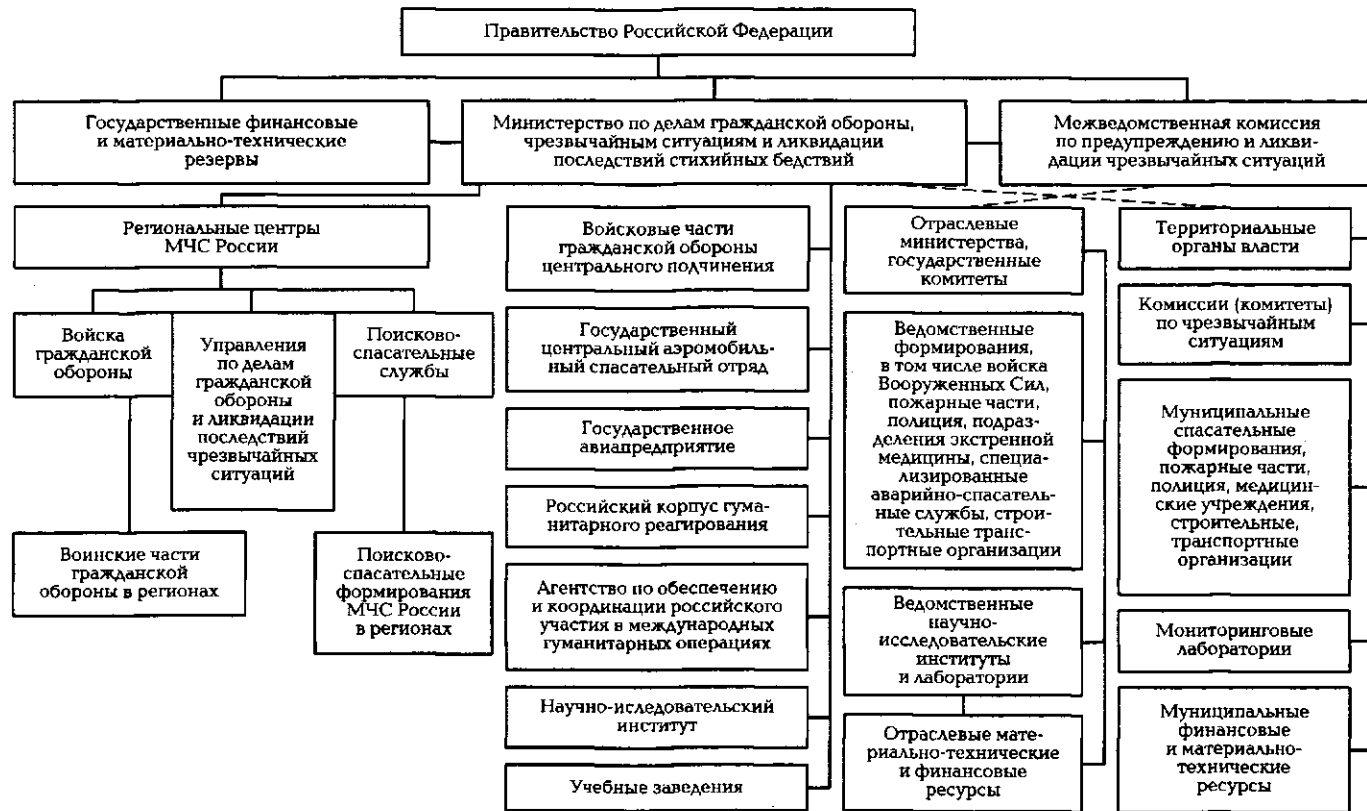 Правительство Российской Федерации
Государственные финансовые
и материально-технические
резервы
Министерство по делам гражданской обороны,
чрезвычайным ситуациям и ликвидации
последствий стихийных бедствий
Межведомственная комиссия
по предупреждению и ликви-
дации чрезвычайных ситуаций
Региональные центры
МЧС России
Войска
гражданской
обороны
Управления
по делам
гражданской
обороны
и ликвидации
последствий
чрезвычайных
ситуаций
Поисково-
спасательные
службы
Воинские части
гражданской
обороны в регионах
Поисково-
спасательные
формирования
МЧС России
в регионах
Войсковые части
гражданской обороны
центрального подчинения
Государственный
центральный аэромобиль-
ный спасательный отряд
Государственное
авиапредприятие
Российский корпус гума-
нитарного реагирования
Агентство по обеспечению
и координации российского
участия в международных
гуманитарных операциях
Научно-иследовательский
институт
Учебные заведения
Отраслевые
министерства,
государственные
комитеты
Ведомственные
формирования,
в том числе войска
Вооруженных Сил,
пожарные части,
полиция, подраз-
деления экстренной
медицины, специа-
лизированные
аварийно-спасатель-
ные службы, строи-
тельные транс-
портные организации
Ведомственные
научно-
исследовательские
институты
и лаборатории
Отраслевые мате-
риально-технические
и финансовые
ресурсы
Территориальные
органы власти
Комиссии (комитеты)
по чрезвычайным
ситуациям
Муниципальные
спасательные
формирования,
пожарные части,
полиция, медицин-
ские учреждения,
строительные,
транспортные
организации
Мониторинговые
лаборатории
Муниципальные
финансовые
и материально-
технические
ресурсы